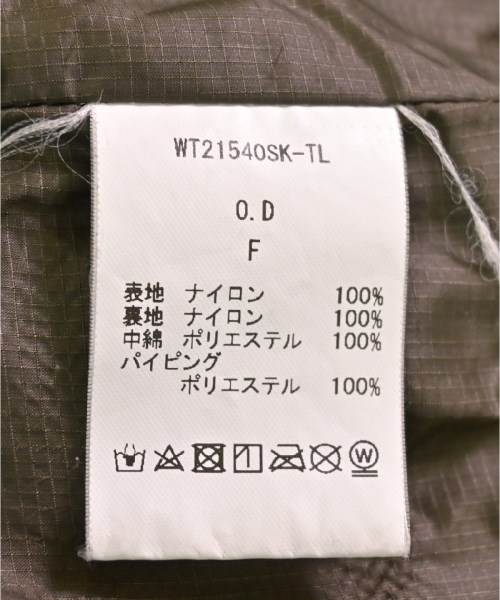 WT21540SK-TL
O.D
F
表地 ナイロン 100%
裏地 ナイロン 100%
中綿 ポリエステル 100%
パイピング
ポリエステル 100%
W